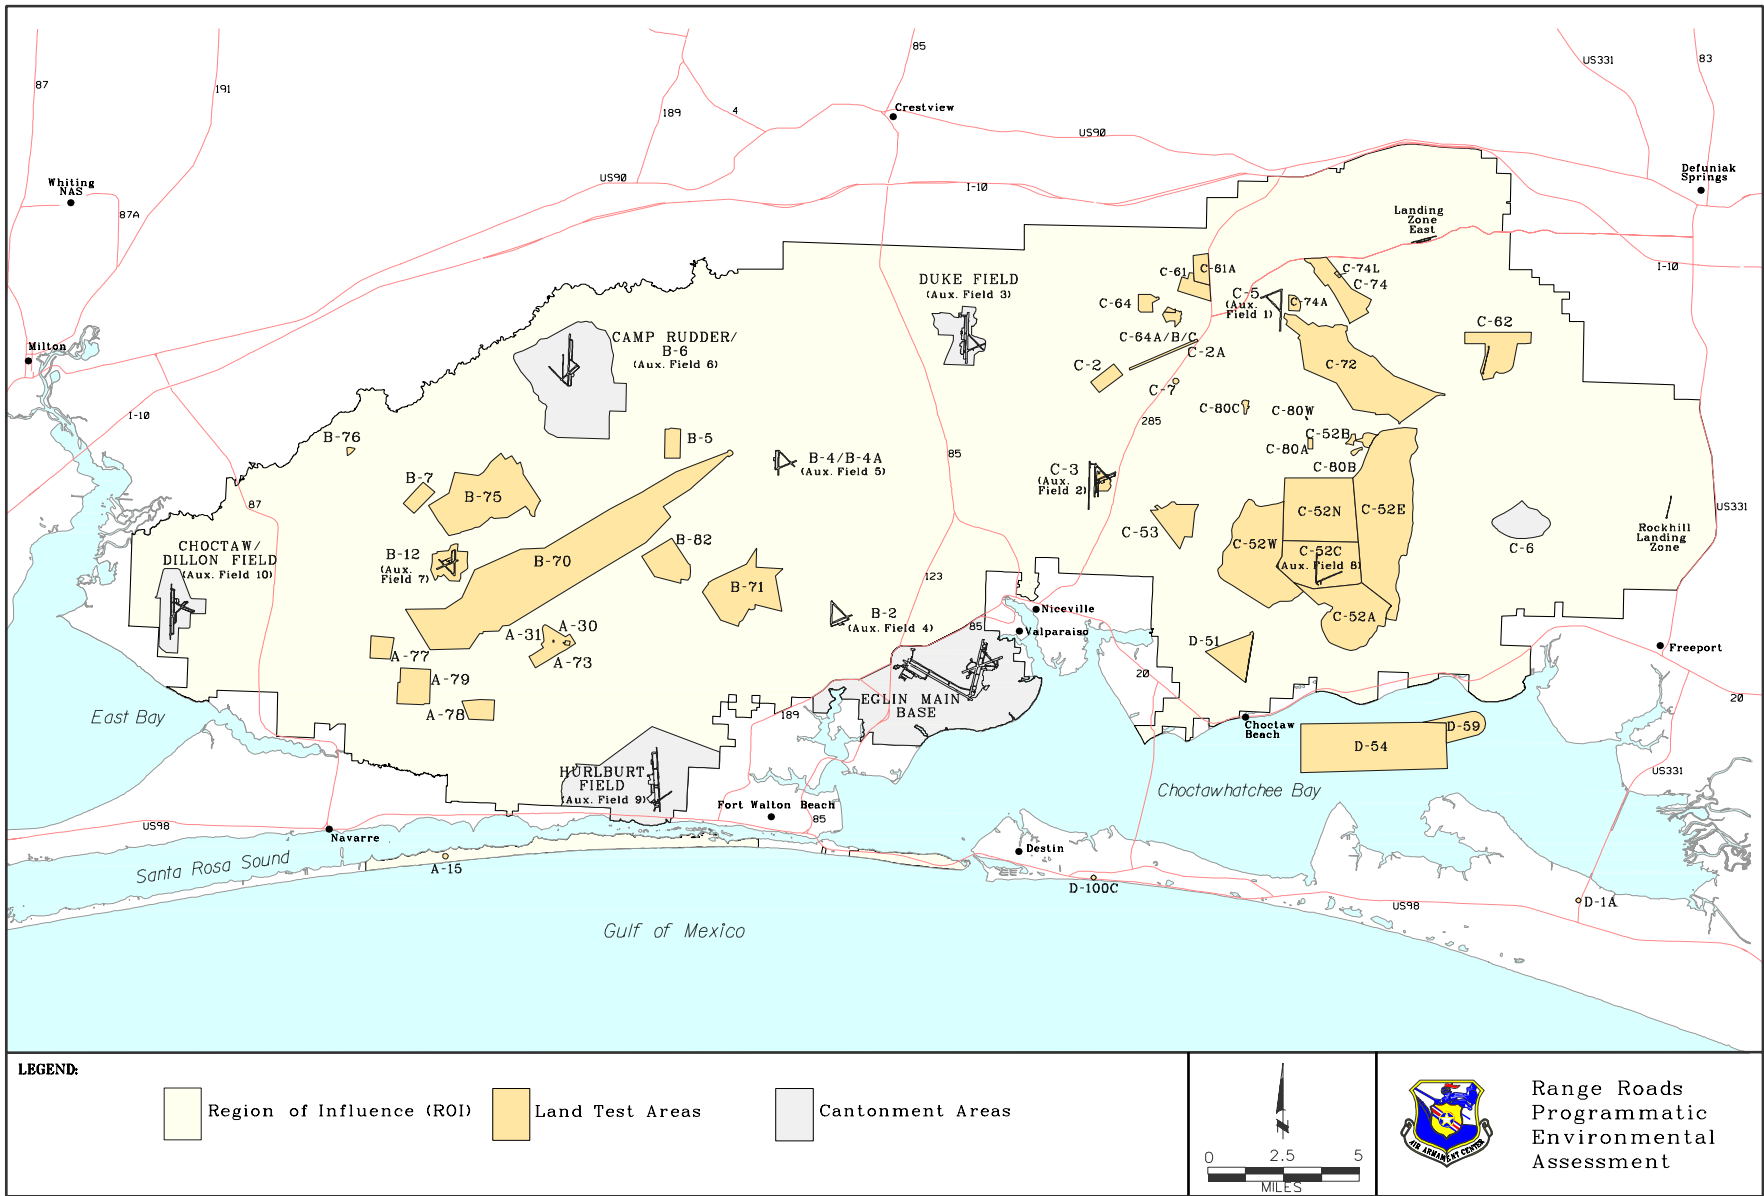 87
191
189
4
85
Crestview
US90
US331
83
Whiting
NAS
87A
US90
I-10
Defuniak
Springs
Landing
Zone
East
I-10
DUKE FIELD
(Aux. Field 3)
C-61
C-61A
C-64
C-5
(Aux.
Field 1)
C-74A
C-74L
C-74
C-64A/B/C
C-2A
C-2
C-7
C-72
C-62
Milton
CAMP RUDDER/
B-6
(Aux. Field 6)
I-10
B-76
B-5
B-7
B-75
B-4/B-4A
(Aux. Field 5)
85
285
C-80C
C-80W
C-52B
C-80A
C-80B
C-3
(Aux.
Field 2)
87
C-53
C-52N
C-52E
C-52W
C-52C
(Aux. Field 8)
C-52A
C-6
US331
Rockhill
Landing
Zone
CHOCTAW/
DILLON FIELD
(Aux. Field 10)
B-12
(Aux.
Field 7)
B-70
B-82
B-71
123
B-2
(Aux. Field 4)
85
Niceville
Valparaiso
A-31
A-30
A-73
A-77
A-79
A-78
D-51
Freeport
20
20
East Bay
189
EGLIN MAIN
BASE
Choctaw
Beach
D-59
D-54
HURLBURT
FIELD
(Aux. Field 9)
Fort Walton Beach
85
Choctawhatchee Bay
US331
US98
Navarre
Santa Rosa Sound
A-15
Destin
D-100C
US98
D-1A
Gulf of Mexico
LEGEND:
Region of Influence (ROI)
Land Test Areas
Cantonment Areas
N
0 2.5 5
MILES
AIR ARMAMENT CENTER
Range Roads
Programmatic
Environmental
Assessment